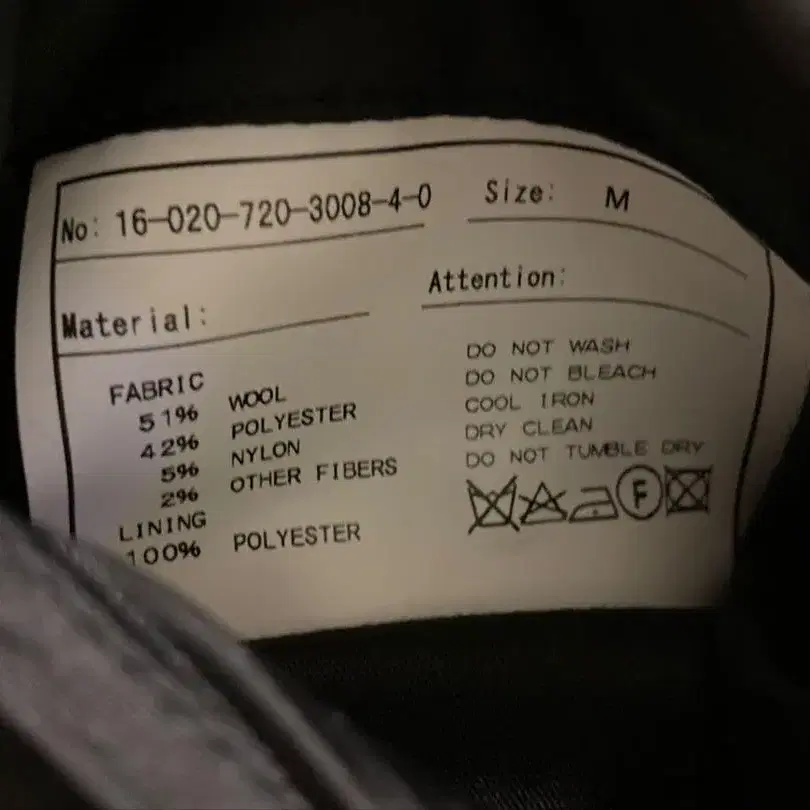 No: 16-020-720-3008-4-0
Size: M
Material:
FABRIC
51% WOOL
42% POLYESTER
5% NYLON
2% OTHER FIBERS
LINING
100% POLYESTER
Attention:
DO NOT WASH
DO NOT BLEACH
COOL IRON
DRY CLEAN
DO NOT TUMBLE DRY
F